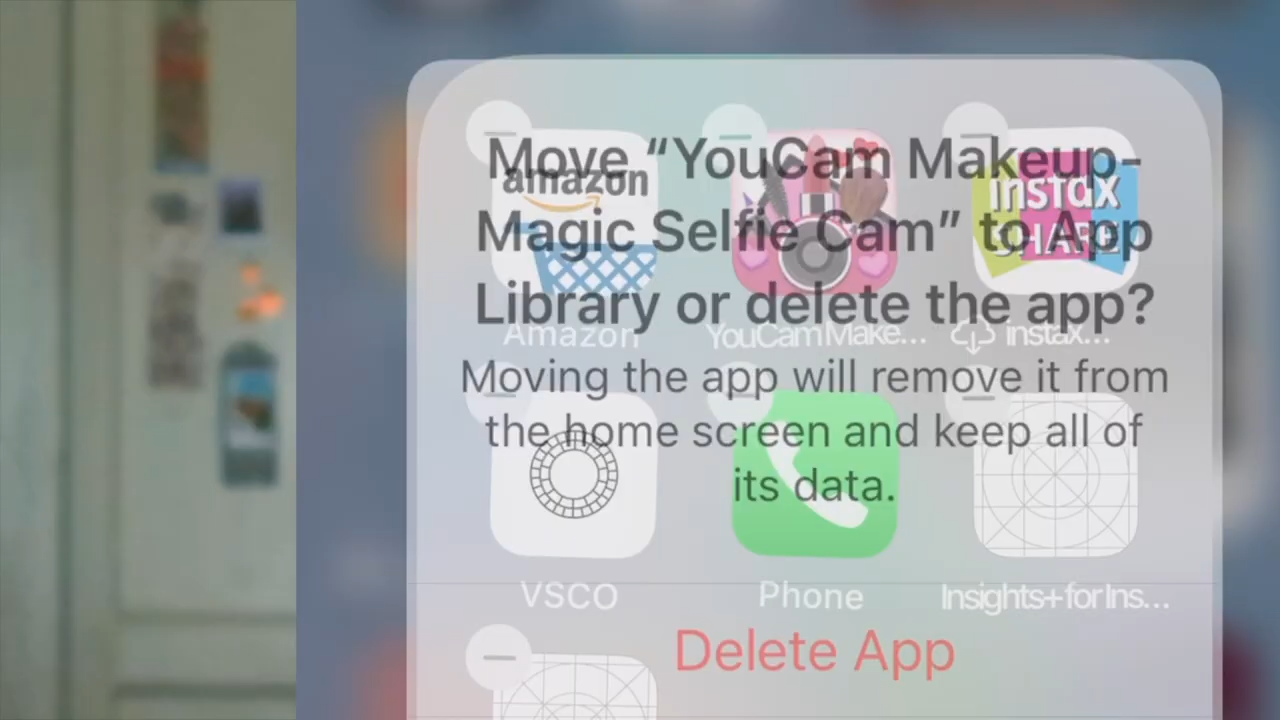 Move “YouCam Makeup-
Magic Selfie Cam” to App
Library or delete the app?
Moving the app will remove it from
the home screen and keep all of
its data.
Delete App
amazon
instax
SHARE
Amazon
YouCam Make...
instax...
VSCO
Phone
Insights+ for Ins...